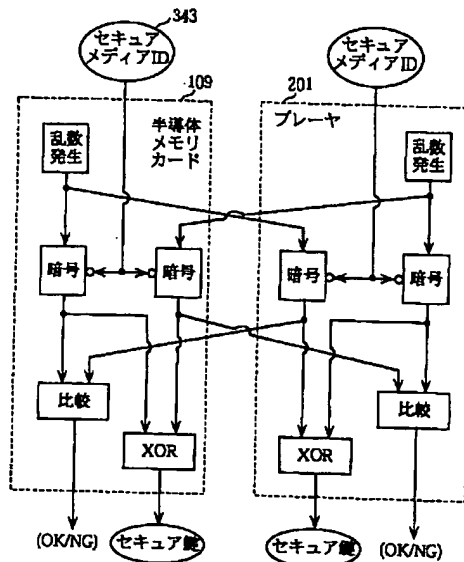 343
セキュア
メディアID
セキュア
メディアID
109
201
半導体
メモリ
カード
プレーヤ
乱数
発生
乱数
発生
暗号
暗号
暗号
暗号
比較
比較
XOR
XOR
(OK/NG)
セキュア鍵
セキュア鍵
(OK/NG)